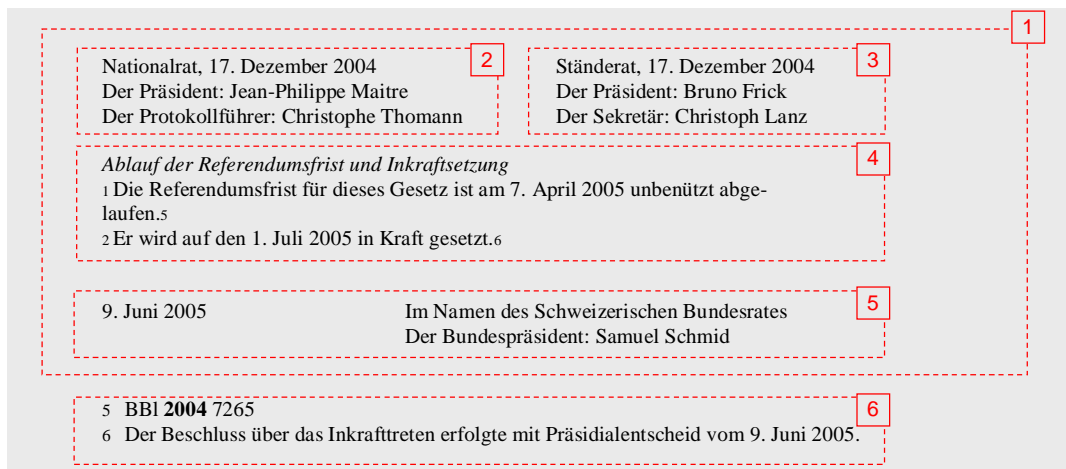 1
2
Nationalrat, 17. Dezember 2004
Der Präsident: Jean-Philippe Maitre
Der Protokollführer: Christophe Thomann
3
Ständerat, 17. Dezember 2004
Der Präsident: Bruno Frick
Der Sekretär: Christoph Lanz
4
Ablauf der Referendumsfrist und Inkraftsetzung
1 Die Referendumsfrist für dieses Gesetz ist am 7. April 2005 unbenützt abge-
laufen.5
2 Er wird auf den 1. Juli 2005 in Kraft gesetzt.6
5
9. Juni 2005 Im Namen des Schweizerischen Bundesrates
Der Bundespräsident: Samuel Schmid
6
5 BBl 2004 7265
6 Der Beschluss über das Inkrafttreten erfolgte mit Präsidialentscheid vom 9. Juni 2005.